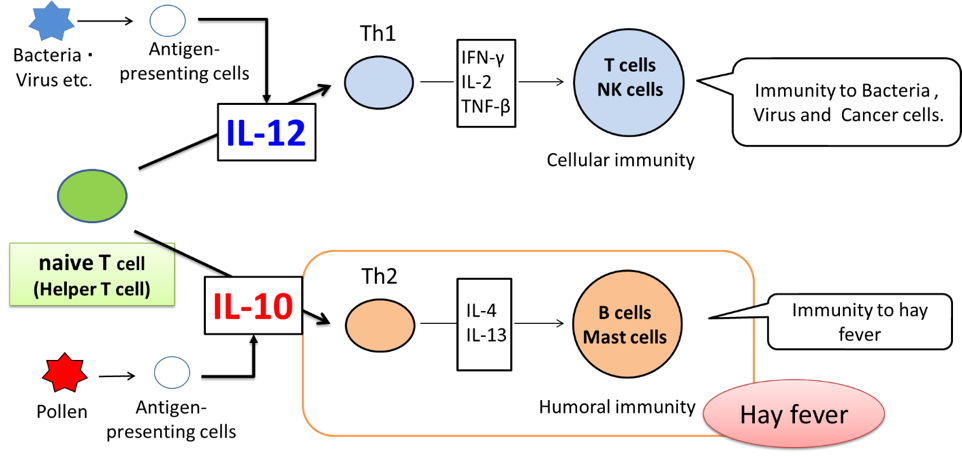 Bacteria・
Virus etc.
Antigen-
presenting cells
IL-12
Th1
IFN-γ
IL-2
TNF-β
T cells
NK cells
Cellular immunity
Immunity to Bacteria ,
Virus and  Cancer cells.
naive T cell
(Helper T cell)
IL-10
Th2
IL-4
IL-13
B cells
Mast cells
Humoral immunity
Immunity to hay
fever
Hay fever
Pollen
Antigen-
presenting cells